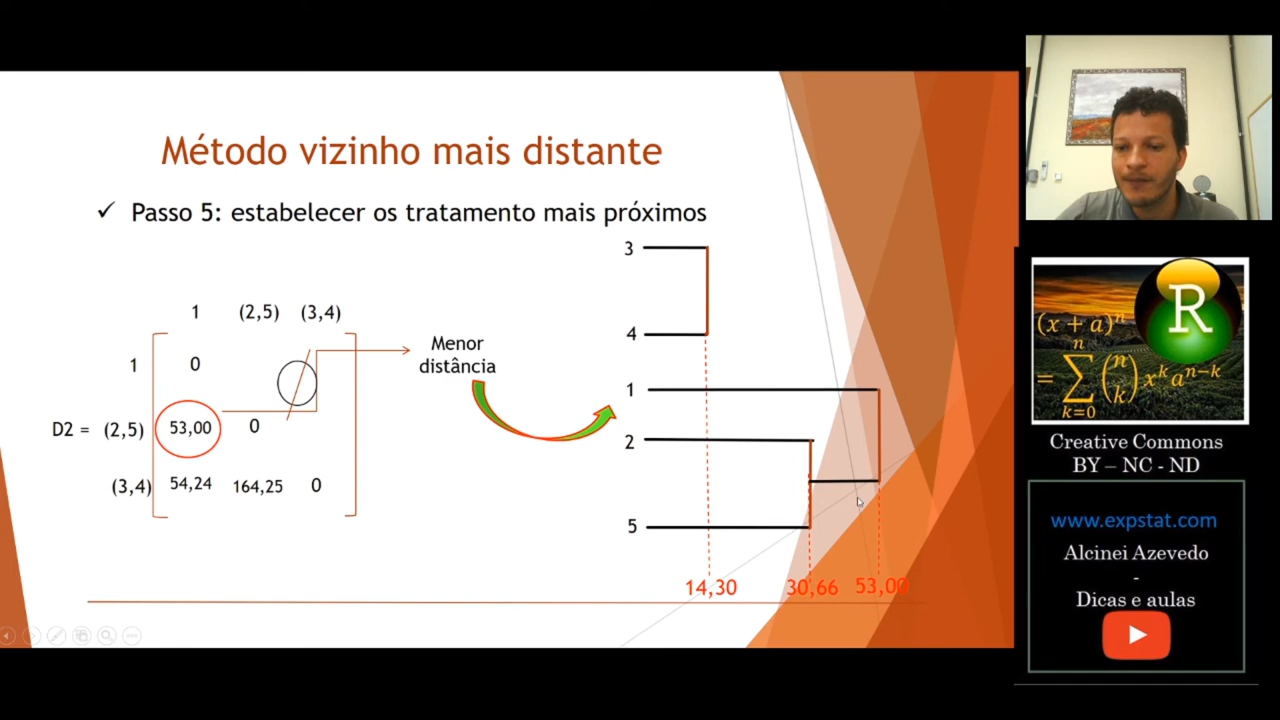 Método vizinho mais distante
✓ Passo 5: estabelecer os tratamento mais próximos
1 (2,5) (3,4)
1 0
D2 = (2,5) 53,00 0
(3,4) 54,24 164,25 0
Menor
distância
3
4
1
2
5
14,30 30,66 53,00
R
(x + a)^n
= ∑_{k=0}^{n} (n k) x^k a^{n-k}
Creative Commons
BY – NC - ND
www.expstat.com
Alcinei Azevedo
-
Dicas e aulas